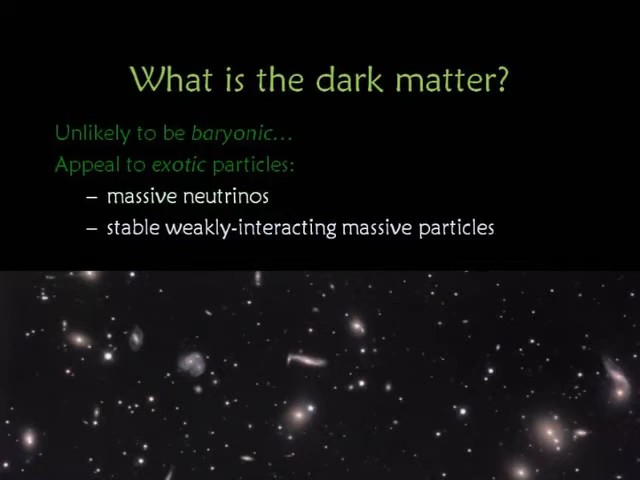 What is the dark matter?
Unlikely to be baryonic...
Appeal to exotic particles:
– massive neutrinos
– stable weakly-interacting massive particles